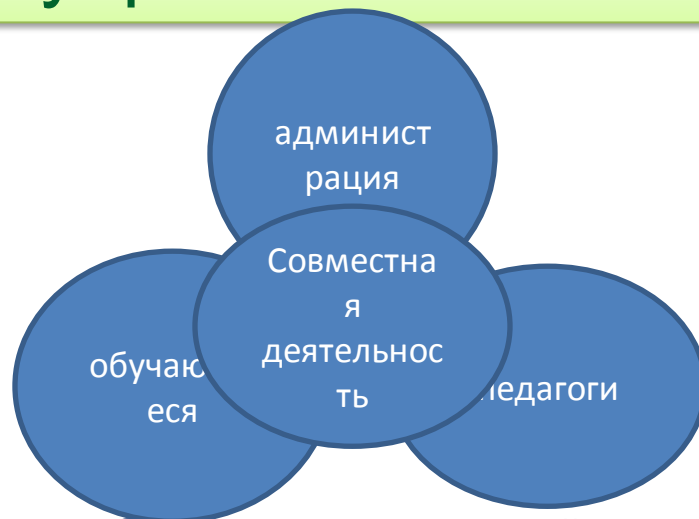 админист
рация
Совместна
я
деятельнос
ть
обучаю
еся
педагоги